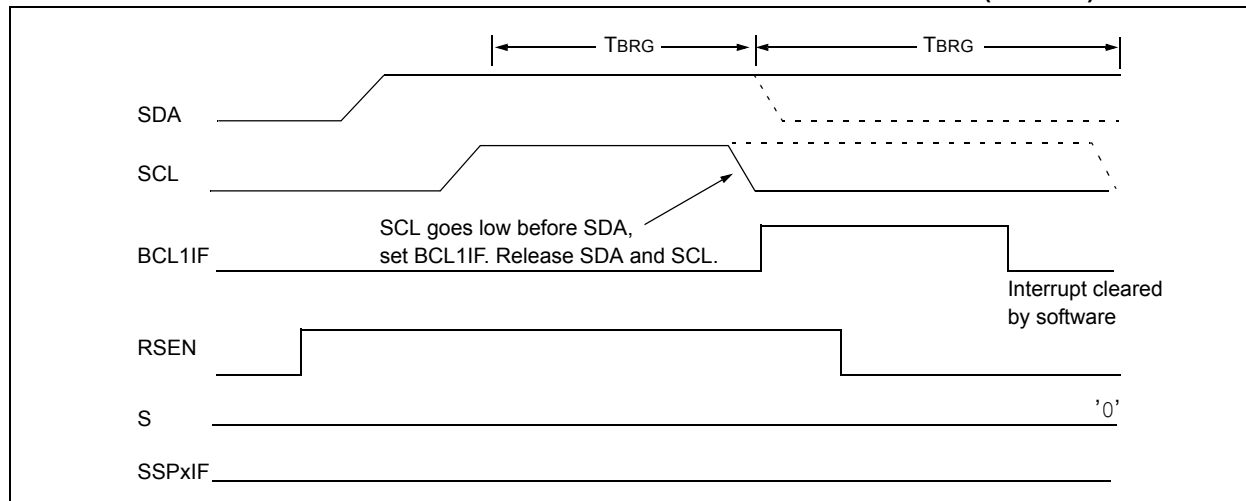 TBRG TBRG
SDA
SCL
SCL goes low before SDA,
set BCL1IF. Release SDA and SCL.
BCL1IF
Interrupt cleared
by software
RSEN
S '0'
SSPxIF